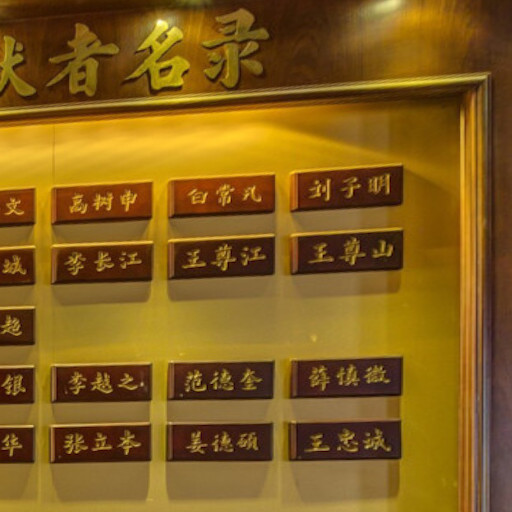 献者名录
文 高树申 白常凡 刘子明
城 李长江 王尊江 王尊山
超
银 李越之 范德奎 薛慎微
华 张立本 姜德硕 王忠诚